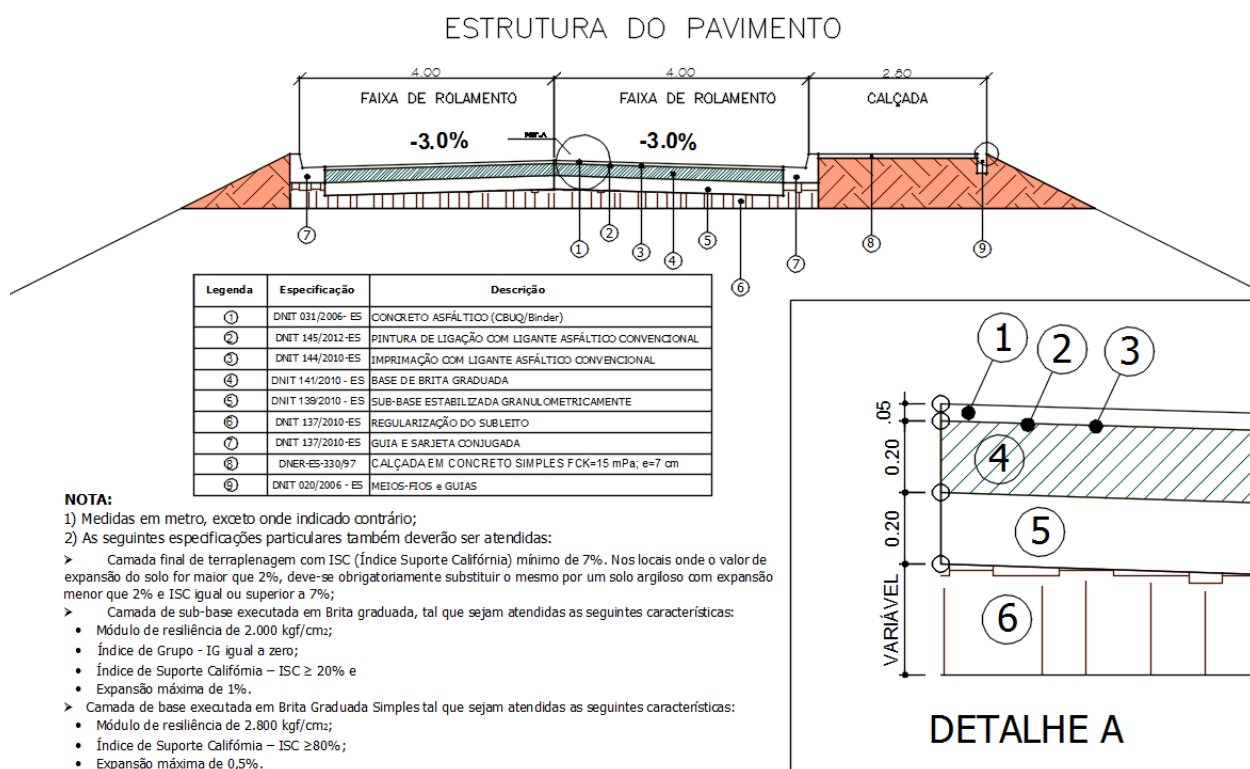 ESTRUTURA DO PAVIMENTO
4.00 4.00 2.80
FAIXA DE ROLAMENTO FAIXA DE ROLAMENTO CALÇADA
-3.0% DET.A -3.0%
7 1 2 3 4 5 6 7 8 9
Legenda Especificação Descrição
1 DNIT 031/2006- ES CONCRETO ASFÁLTICO (CBUQ/Binder)
2 DNIT 145/2012-ES PINTURA DE LIGAÇÃO COM LIGANTE ASFÁLTICO CONVENCIONAL
3 DNIT 144/2010-ES IMPRIMAÇÃO COM LIGANTE ASFÁLTICO CONVENCIONAL
4 DNIT 141/2010 - ES BASE DE BRITA GRADUADA
5 DNIT 139/2010 - ES SUB-BASE ESTABILIZADA GRANULOMETRICAMENTE
6 DNIT 137/2010-ES REGULARIZAÇÃO DO SUBLEITO
7 DNIT 137/2010-ES GUIA E SARJETA CONJUGADA
8 DNER-ES-330/97 CALÇADA EM CONCRETO SIMPLES FCK=15 mPa; e=7 cm
9 DNIT 020/2006 - ES MEIOS-FIOS e GUIAS
NOTA:
1) Medidas em metro, exceto onde indicado contrário;
2) As seguintes especificações particulares também deverão ser atendidas:
➢ Camada final de terraplenagem com ISC (Índice Suporte Califórnia) mínimo de 7%. Nos locais onde o valor de
expansão do solo for maior que 2%, deve-se obrigatoriamente substituir o mesmo por um solo argiloso com expansão
menor que 2% e ISC igual ou superior a 7%;
➢ Camada de sub-base executada em Brita graduada, tal que sejam atendidas as seguintes características:
• Módulo de resiliência de 2.000 kgf/cm²;
• Índice de Grupo - IG igual a zero;
• Índice de Suporte Califórnia – ISC ≥ 20% e
• Expansão máxima de 1%.
➢ Camada de base executada em Brita Graduada Simples tal que sejam atendidas as seguintes características:
• Módulo de resiliência de 2.800 kgf/cm²;
• Índice de Suporte Califórnia – ISC ≥80%;
• Expansão máxima de 0,5%.
1 2 3
.05
0.20 4
0.20 5
VARIÁVEL 6
DETALHE A